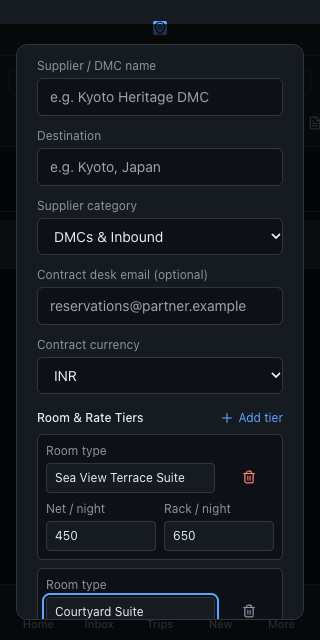 Supplier / DMC name
e.g. Kyoto Heritage DMC
Destination
e.g. Kyoto, Japan
Supplier category
DMCs & Inbound
Contract desk email (optional)
reservations@partner.example
Contract currency
INR
Room & Rate Tiers
+ Add tier
Room type
Sea View Terrace Suite
Net / night
Rack / night
450
650
Room type
Courtyard Suite
Home
Inbox
Trips
New
More